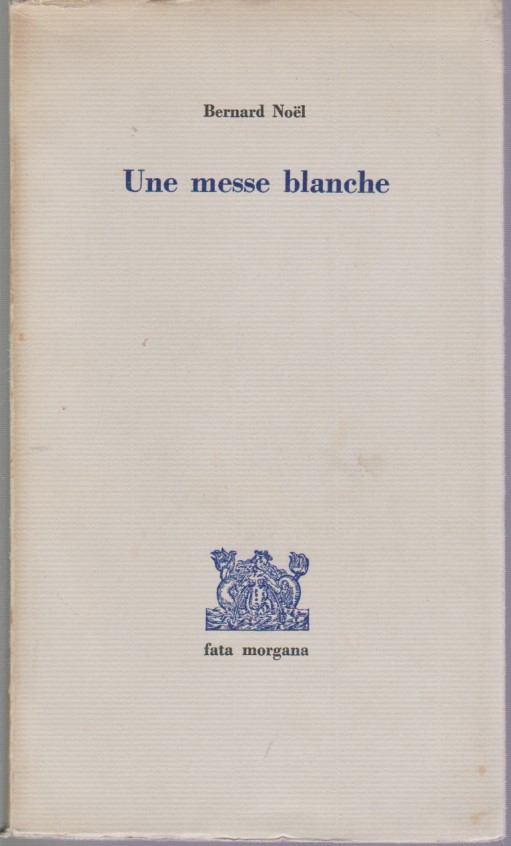 Bernard Noël
Une messe blanche
fata morgana